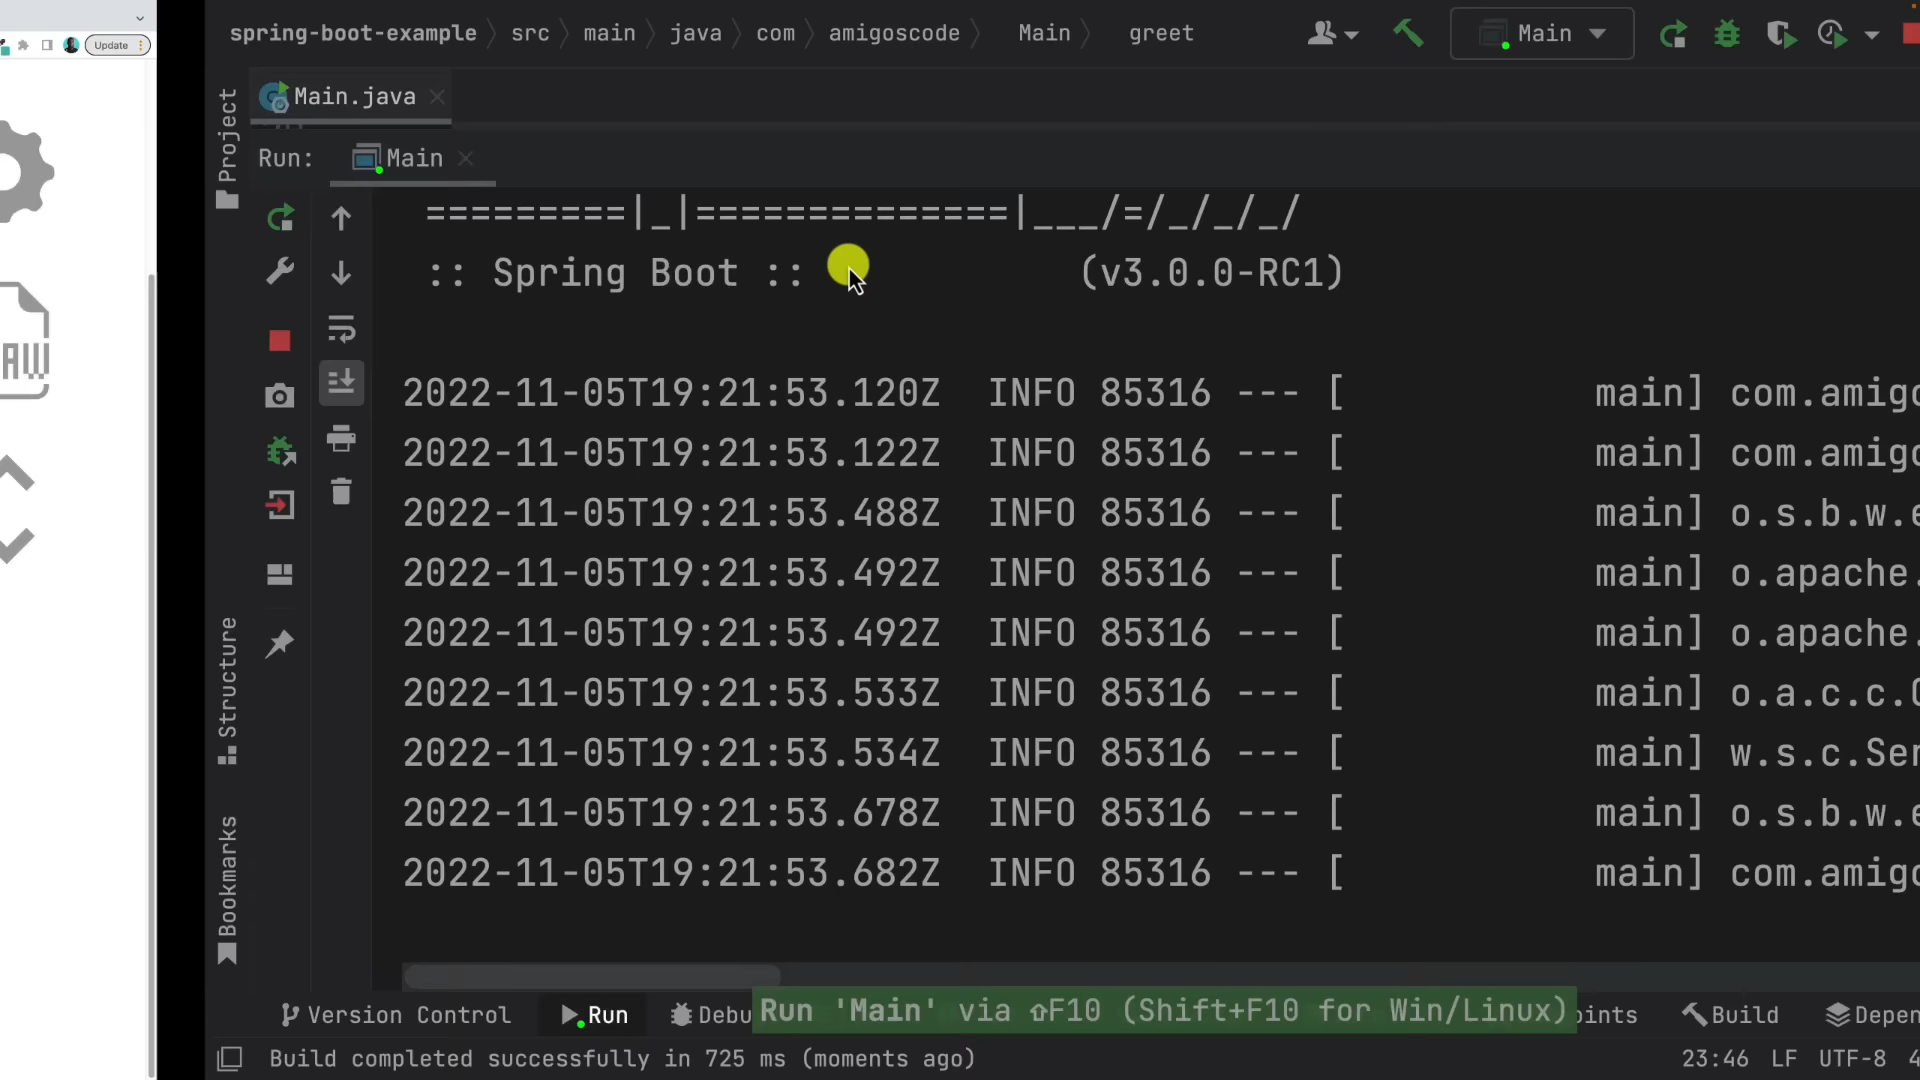 Update
AW
spring-boot-example src main java com amigoscode Main greet
Main
Project
Main.java
Run: Main
=========|_|==============|___/=/_/_/_/
:: Spring Boot :: (v3.0.0-RC1)
2022-11-05T19:21:53.120Z INFO 85316 --- [ main] com.amigo
2022-11-05T19:21:53.122Z INFO 85316 --- [ main] com.amigo
2022-11-05T19:21:53.488Z INFO 85316 --- [ main] o.s.b.w.e
2022-11-05T19:21:53.492Z INFO 85316 --- [ main] o.apache.
2022-11-05T19:21:53.492Z INFO 85316 --- [ main] o.apache.
2022-11-05T19:21:53.533Z INFO 85316 --- [ main] o.a.c.c.C
2022-11-05T19:21:53.534Z INFO 85316 --- [ main] w.s.c.Ser
2022-11-05T19:21:53.678Z INFO 85316 --- [ main] o.s.b.w.e
2022-11-05T19:21:53.682Z INFO 85316 --- [ main] com.amigo
Structure
Bookmarks
Version Control Run Debu Run 'Main' via ⇧F10 (Shift+F10 for Win/Linux) oints Build Depen
Build completed successfully in 725 ms (moments ago) 23:46 LF UTF-8 4